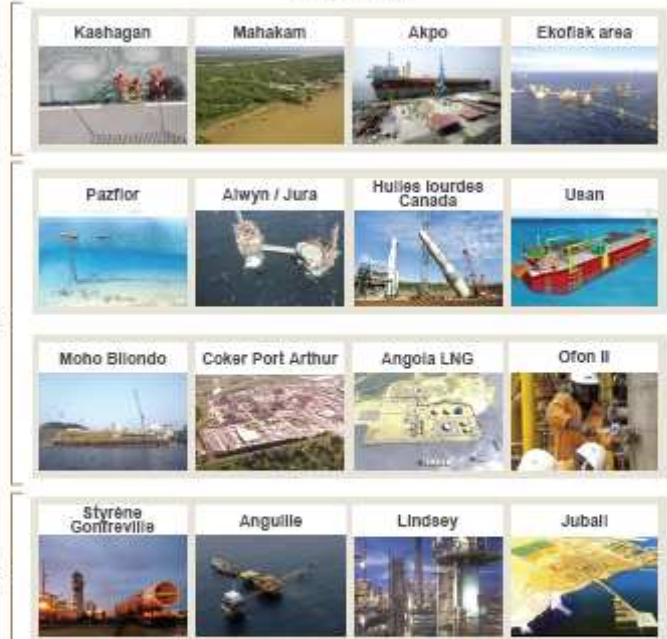 Kashagan
Mahakam
Akpo
Ekofisk area
Pazflor
Alwyn / Jura
Huiles lourdes
Canada
Usan
Moho Bilondo
Coker Port Arthur
Angola LNG
Ofon II
Styrène
Gonfreville
Anguille
Lindsey
Jubail